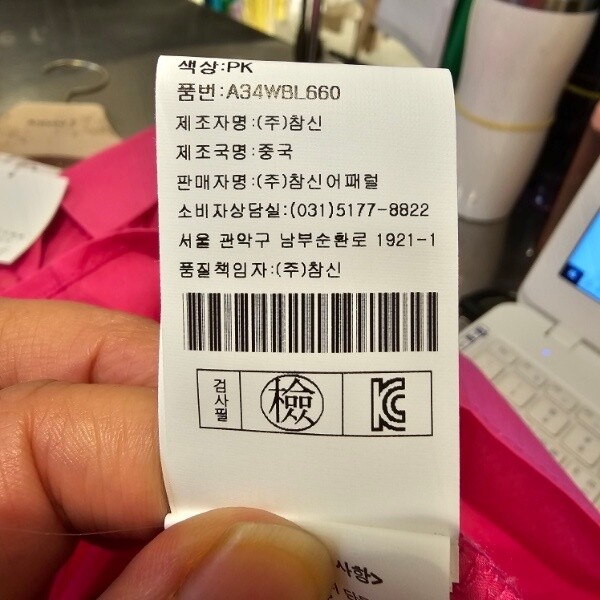 색상:PK
품번:A34WBL660
제조자명:(주)참신
제조국명:중국
판매자명:(주)참신어패럴
소비자상담실:(031)5177-8822
서울 관악구 남부순환로 1921-1
품질책임자:(주)참신
검사필
檢
KC
사항>